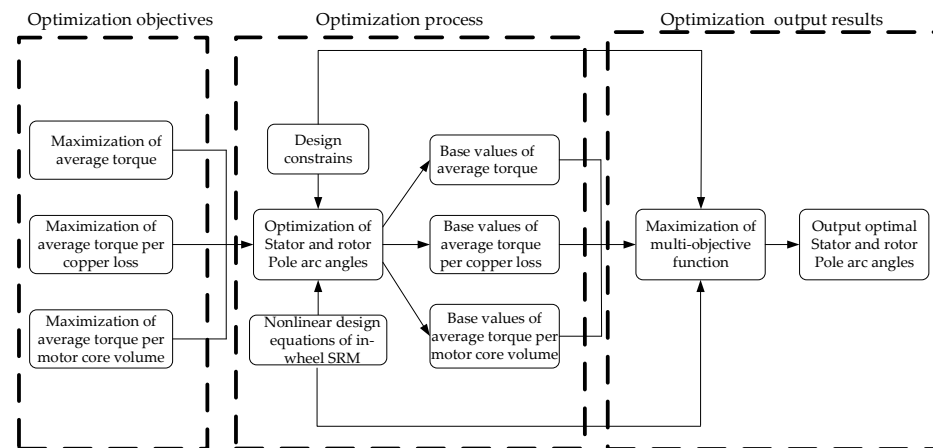 Optimization objectives
Optimization process
Optimization output results
Maximization of
average torque
Maximization of
average torque per
copper loss
Maximization of
average torque per
motor core volume
Design
constrains
Optimization of
Stator and rotor
Pole arc angles
Nonlinear design
equations of in-
wheel SRM
Base values of
average torque
Base values of
average torque
per copper loss
Base values of
average torque per
motor core volume
Maximization of
multi-objective
function
Output optimal
Stator and rotor
Pole arc angles